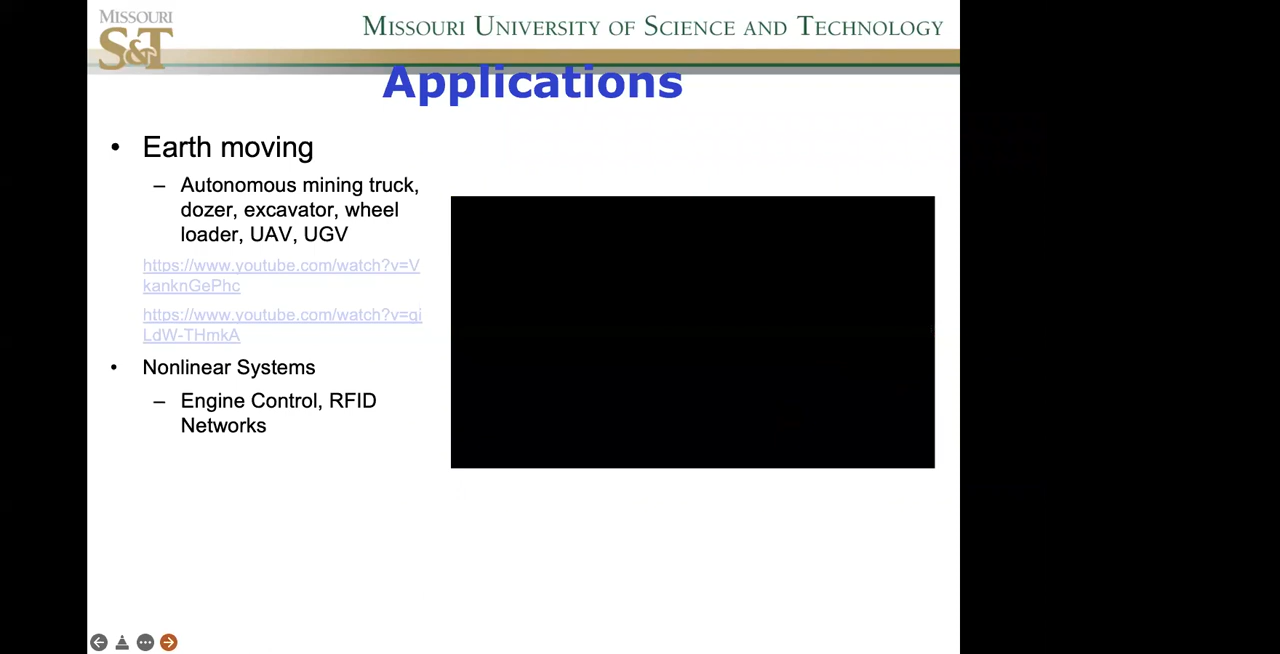 MISSOURI
S&T
MISSOURI UNIVERSITY OF SCIENCE AND TECHNOLOGY
Applications
• Earth moving
– Autonomous mining truck,
dozer, excavator, wheel
loader, UAV, UGV
https://www.youtube.com/watch?v=V
kanknGePhc
https://www.youtube.com/watch?v=qi
LdW-THmkA
• Nonlinear Systems
– Engine Control, RFID
Networks